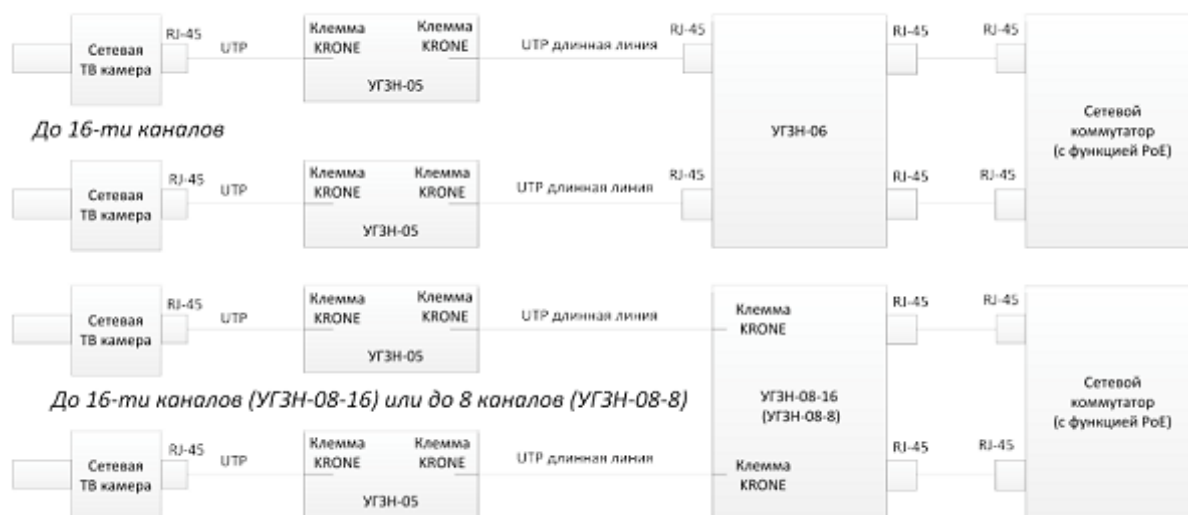 RJ-45
Сетевая
ТВ камера
UTP
Клемма
KRONE
Клемма
KRONE
УГЗН-05
UTP длинная линия
RJ-45
УГЗН-06
RJ-45
RJ-45
Сетевой
коммутатор
(с функцией PoE)
До 16-ти каналов
RJ-45
Сетевая
ТВ камера
UTP
Клемма
KRONE
Клемма
KRONE
УГЗН-05
UTP длинная линия
RJ-45
RJ-45
RJ-45
RJ-45
Сетевая
ТВ камера
UTP
Клемма
KRONE
Клемма
KRONE
УГЗН-05
UTP длинная линия
Клемма
KRONE
УГЗН-08-16
(УГЗН-08-8)
RJ-45
RJ-45
Сетевой
коммутатор
(с функцией PoE)
До 16-ти каналов (УГЗН-08-16) или до 8 каналов (УГЗН-08-8)
RJ-45
Сетевая
ТВ камера
UTP
Клемма
KRONE
Клемма
KRONE
УГЗН-05
UTP длинная линия
Клемма
KRONE
RJ-45
RJ-45